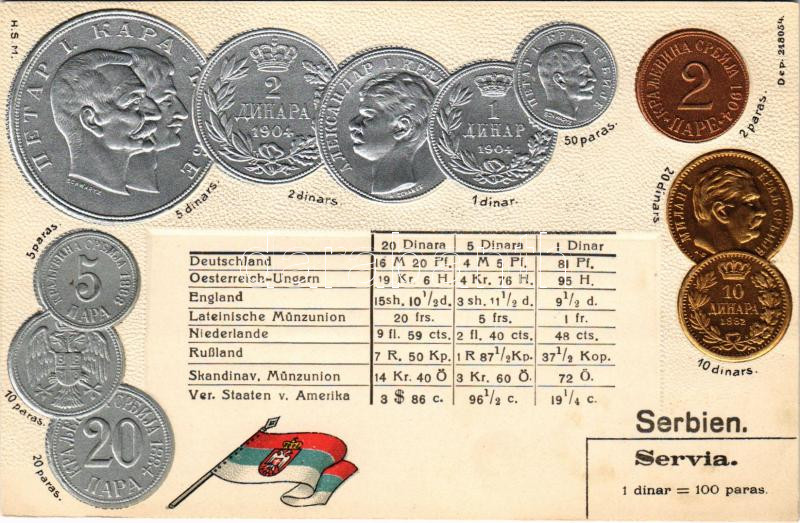 H.S.M.
Dep. 218054.
ПЕТАР I. КАРА-
SCHWARTZ
5 dinars.
2
ДИНАРА
1904
2 dinars.
АЛЕКСАНДАР I. КРАЉ
1
ДИНАР
1904
1 dinar.
ПЕТАР I КРАЉ СРБИЈЕ
50 paras.
КРАЉЕВИНА СРБИЈА 1904
2
ПАРЕ
2 paras.
20 dinars
МИЛАН I КРАЉ СРБИЈЕ
10
ДИНАРА
1882
10 dinars.
5 paras.
КРАЉЕВИНА СРБИЈА 1883
5
ПАРА
10 paras.
КРАЉЕВИНА СРБИЈА 1884
20
ПАРА
20 paras.
20 Dinara 5 Dinara 1 Dinar
Deutschland 16 M 20 Pf. 4 M 5 Pf. 81 Pf.
Oesterreich-Ungarn 19 Kr. 6 H. 4 Kr. 76 H. 95 H.
England 15sh. 10 1/2 d. 3 sh. 11 1/2 d. 9 1/2 d.
Lateinische Münzunion 20 frs. 5 frs. 1 fr.
Niederlande 9 fl. 59 cts. 2 fl. 40 cts. 48 cts.
Rußland 7 R. 50 Kp. 1 R 87 1/2 Kp. 37 1/2 Kop.
Skandinav. Münzunion 14 Kr. 40 Ö. 3 Kr. 60 Ö. 72 Ö.
Ver. Staaten v. Amerika 3 $ 86 c. 96 1/2 c. 19 1/4 c.
Serbien.
Servia.
1 dinar = 100 paras.